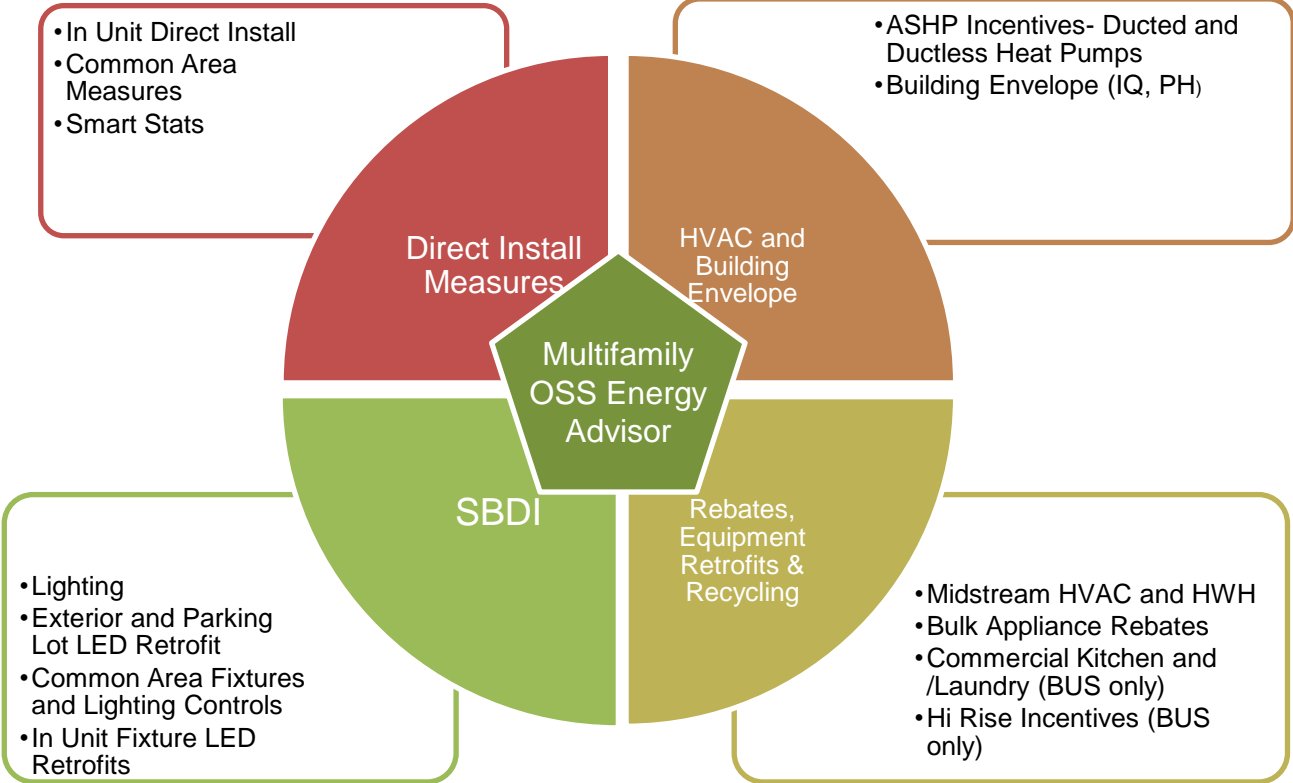 •In Unit Direct Install
•Common Area
Measures
•Smart Stats
•ASHP Incentives- Ducted and
Ductless Heat Pumps
•Building Envelope (IQ, PH)
Direct Install
Measures
HVAC and
Building
Envelope
Multifamily
OSS Energy
Advisor
SBDI
Rebates,
Equipment
Retrofits &
Recycling
•Lighting
•Exterior and Parking
Lot LED Retrofit
•Common Area Fixtures
and Lighting Controls
•In Unit Fixture LED
Retrofits
•Midstream HVAC and HWH
•Bulk Appliance Rebates
•Commercial Kitchen and
/Laundry (BUS only)
•Hi Rise Incentives (BUS
only)